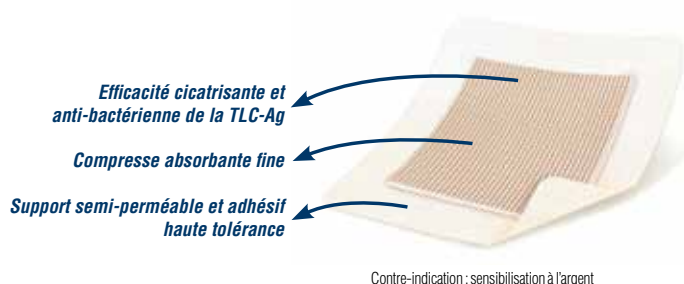 Efficacité cicatrisante et
anti-bactérienne de la TLC-Ag
Compresse absorbante fine
Support semi-perméable et adhésif
haute tolérance
Contre-indication : sensibilisation à l'argent